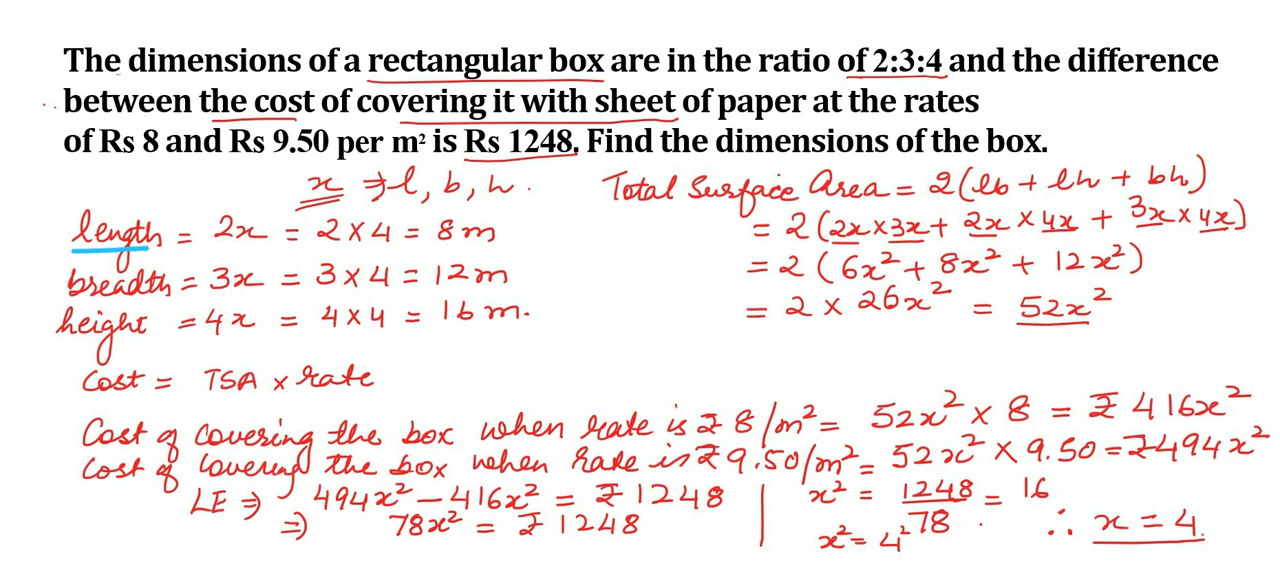 The dimensions of a rectangular box are in the ratio of 2:3:4 and the difference
between the cost of covering it with sheet of paper at the rates
of Rs 8 and Rs 9.50 per m² is Rs 1248. Find the dimensions of the box.
x ⇒ l, b, h.
Total Surface Area = 2(lb + lh + bh)
length = 2x = 2 × 4 = 8 m
= 2 (2x × 3x + 2x × 4x + 3x × 4x)
breadth = 3x = 3 × 4 = 12 m
= 2 (6x² + 8x² + 12x²)
height = 4x = 4 × 4 = 16 m.
= 2 × 26x² = 52x²
Cost = TSA × rate
Cost of covering the box when rate is ₹ 8/m² = 52x² × 8 = ₹ 416x²
Cost of covering the box when rate is ₹ 9.50/m² = 52x² × 9.50 = ₹ 494x²
LE ⇒ 494x² − 416x² = ₹ 1248
⇒ 78x² = ₹ 1248
x² = 1248/78 = 16
x² = 4²
∴ x = 4.